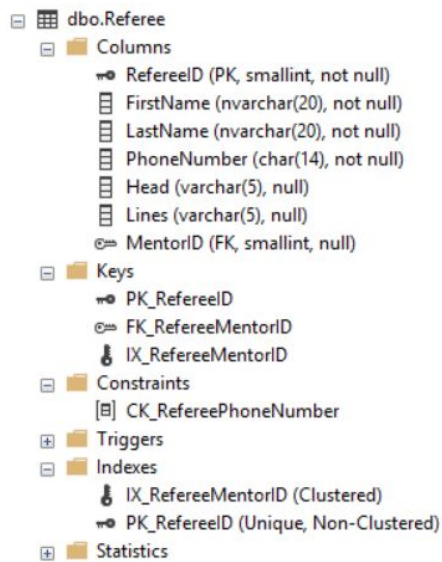 dbo.Referee
Columns
RefereeID (PK, smallint, not null)
FirstName (nvarchar(20), not null)
LastName (nvarchar(20), not null)
PhoneNumber (char(14), not null)
Head (varchar(5), null)
Lines (varchar(5), null)
MentorID (FK, smallint, null)
Keys
PK_RefereeID
FK_RefereeMentorID
IX_RefereeMentorID
Constraints
CK_RefereePhoneNumber
Triggers
Indexes
IX_RefereeMentorID (Clustered)
PK_RefereeID (Unique, Non-Clustered)
Statistics